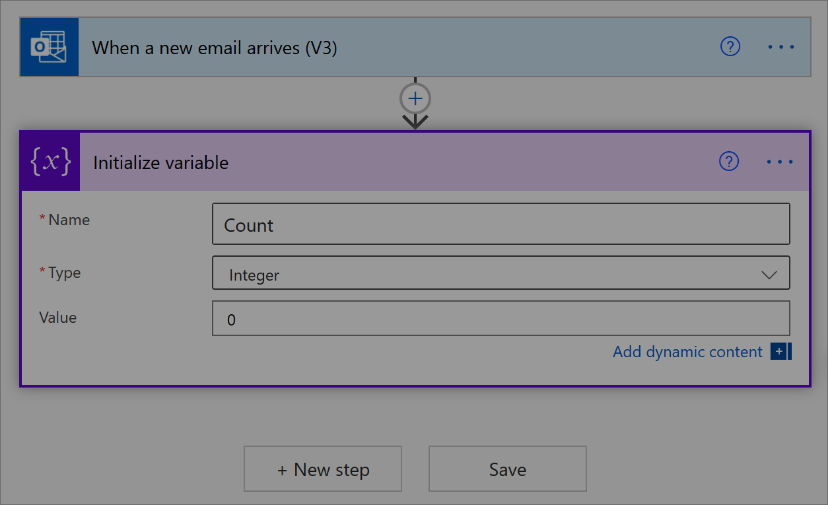 When a new email arrives (V3)
{x} Initialize variable
* Name Count
* Type Integer
Value 0
Add dynamic content
+ New step Save